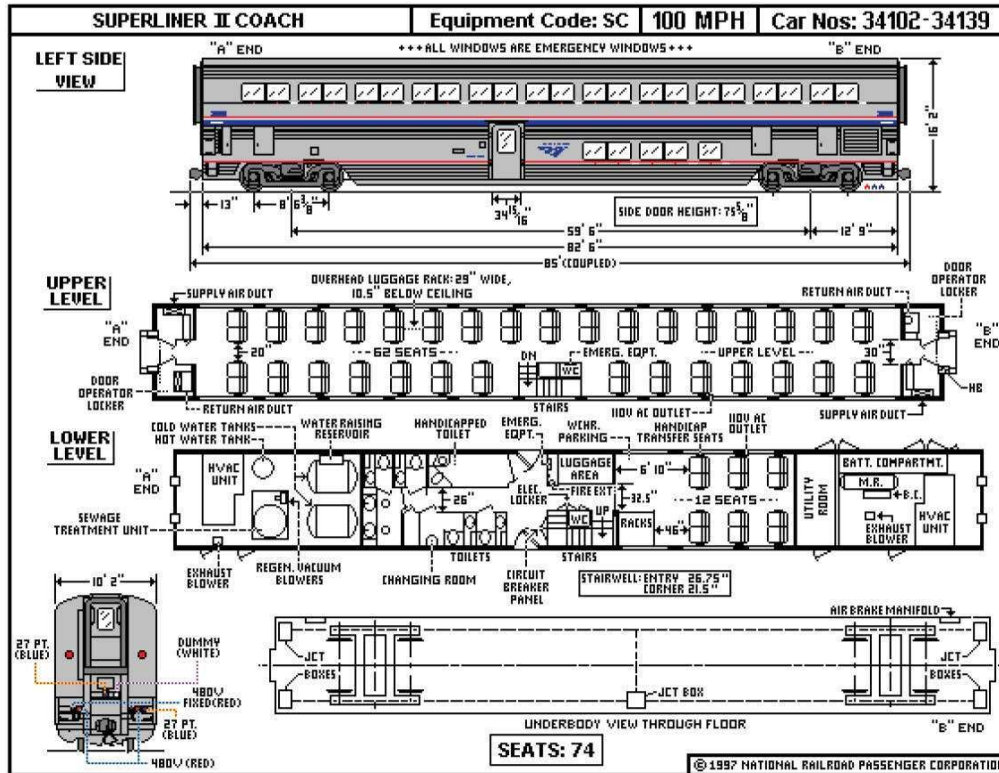 SUPERLINER II COACH
Equipment Code: SC
100 MPH
Car Nos: 34102-34139
LEFT SIDE
VIEW
"A" END
+++ALL WINDOWS ARE EMERGENCY WINDOWS+++
"B" END
16' 2"
13"
8' 6 3/8"
34 15/16"
SIDE DOOR HEIGHT: 75 5/8"
59' 6"
12' 9"
82' 6"
85' (COUPLED)
UPPER
LEVEL
SUPPLY AIR DUCT
OVERHEAD LUGGAGE RACK: 29" WIDE,
10.5" BELOW CEILING
RETURN AIR DUCT
DOOR
OPERATOR
LOCKER
"A"
END
20"
62 SEATS
DN
EMERG. EQPT.
WC
UPPER LEVEL
30"
"B"
END
DOOR
OPERATOR
LOCKER
RETURN AIR DUCT
STAIRS
110V AC OUTLET
SUPPLY AIR DUCT
HB
LOWER
LEVEL
COLD WATER TANKS
HOT WATER TANK
WATER RAISING
RESERVOIR
HANDICAPPED
TOILET
EMERG.
EQPT.
WCHR.
PARKING
HANDICAP
TRANSFER SEATS
110V AC
OUTLET
"A"
END
HVAC
UNIT
26"
LUGGAGE
AREA
FIRE EXT.
ELEC.
LOCKER
WC
UP
6' 10"
32.5"
RACKS
46"
12 SEATS
UTILITY
ROOM
BATT. COMPARTMT.
M.R.
B.C.
EXHAUST
BLOWER
HVAC
UNIT
"B"
END
SEWAGE
TREATMENT UNIT
EXHAUST
BLOWER
REGEN. VACUUM
BLOWERS
CHANGING ROOM
TOILETS
CIRCUIT
BREAKER
PANEL
STAIRS
STAIRWELL: ENTRY 26.75"
CORNER 21.5"
10' 2"
27 PT.
(BLUE)
DUMMY
(WHITE)
480V
FIXED(RED)
27 PT.
(BLUE)
480V (RED)
AIR BRAKE MANIFOLD
JCT
BOXES
JCT BOX
JCT
BOXES
UNDERBODY VIEW THROUGH FLOOR
"B" END
SEATS: 74
© 1997 NATIONAL RAILROAD PASSENGER CORPORATION